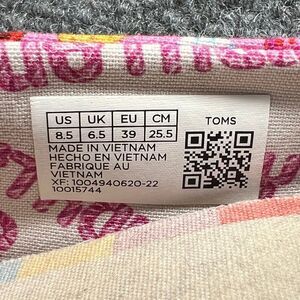 US UK EU CM
8.5 6.5 39 25.5
TOMS
MADE IN VIETNAM
HECHO EN VIETNAM
FABRIQUE AU
VIETNAM
XF: 1004940620-22
10015744